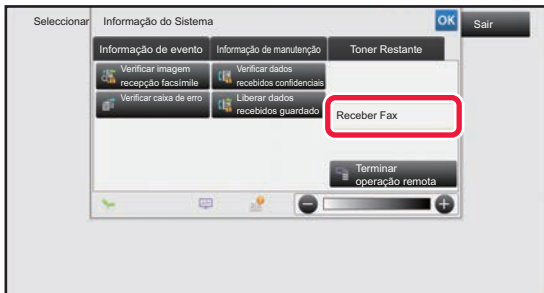 Seleccionar
Informação do Sistema
OK
Sair
Informação de evento
Informação de manutenção
Toner Restante
Verificar imagem
recepção facsímile
Verificar dados
recebidos confidenciais
Verificar caixa de erro
Liberar dados
recebidos guardado
Receber Fax
Terminar
operação remota